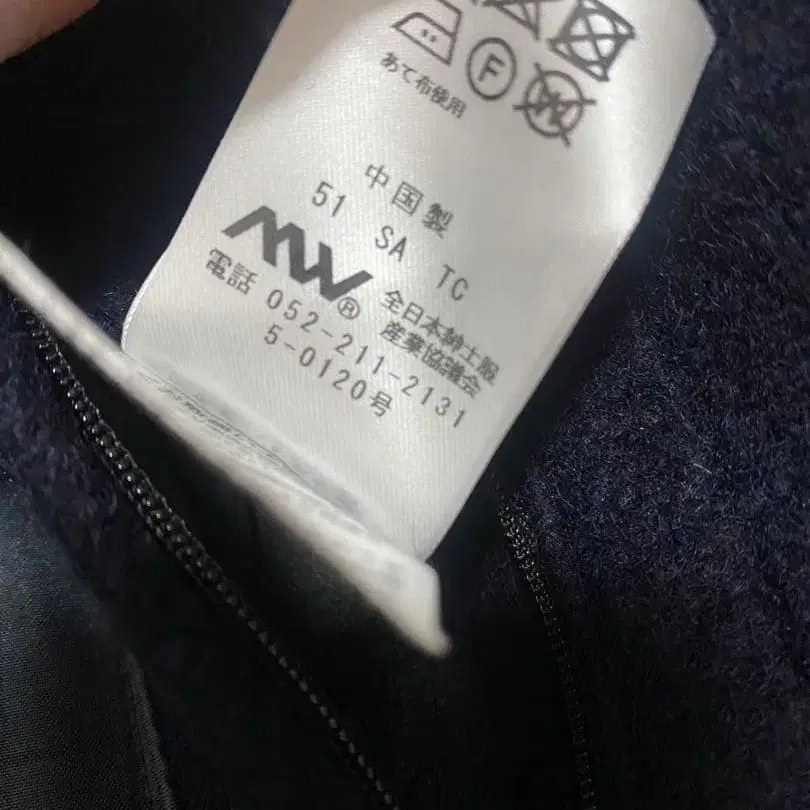 F
W
あて布使用
中国製
51 SA TC
MW®
全日本紳士服
産業協議会
電話 052-211-2131
5-0120号